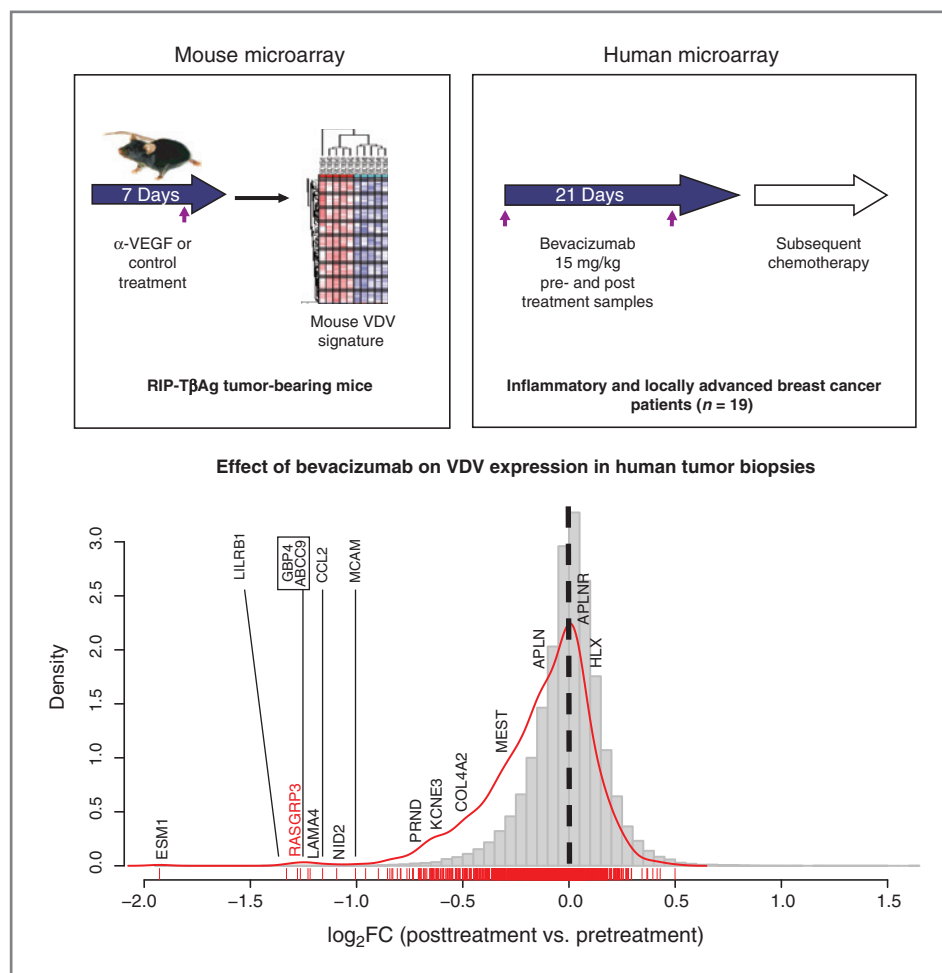 Mouse microarray
7 Days
α-VEGF or
control
treatment
Mouse VDV
signature
RIP-TβAg tumor-bearing mice
Human microarray
21 Days
Bevacizumab
15 mg/kg
pre- and post
treatment samples
Subsequent
chemotherapy
Inflammatory and locally advanced breast cancer
patients (n = 19)
Effect of bevacizumab on VDV expression in human tumor biopsies
Density
3.0
2.5
2.0
1.5
1.0
0.5
0.0
ESM1
LILRB1
RASGRP3
GBP4
ABCC9
LAMA4
CCL2
NID2
MCAM
PRND
KCNE3
COL4A2
MEST
APLN
APLNR
HLX
−2.0
−1.5
−1.0
−0.5
0.0
0.5
1.0
1.5
log2FC (posttreatment vs. pretreatment)